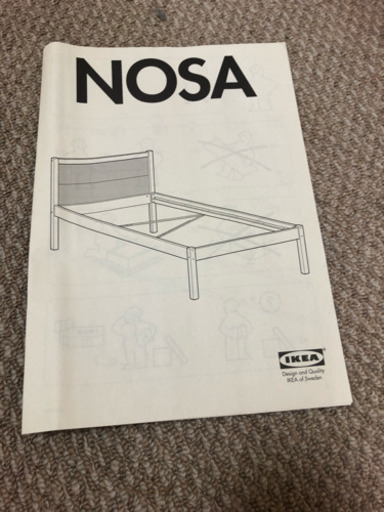 NOSA
IKEA
Design and Quality
IKEA of Sweden